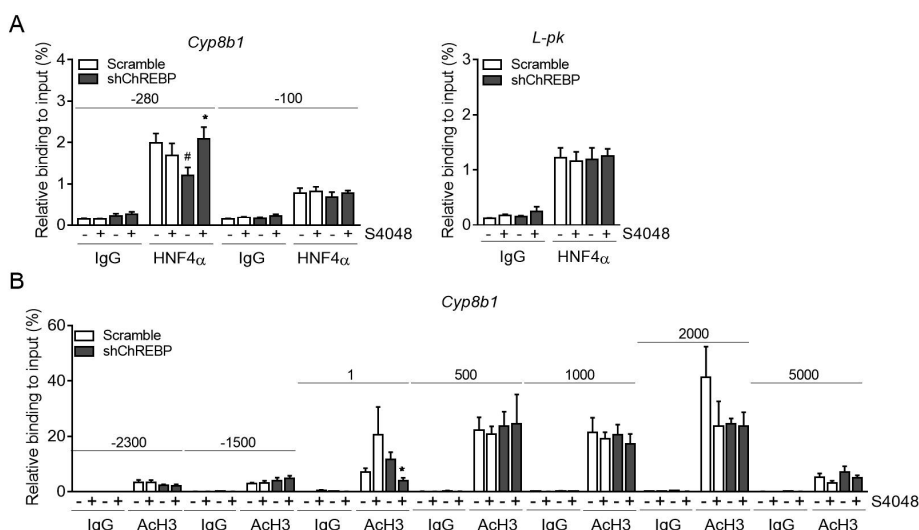 A
Cyp8b1
Relative binding to input (%)
4
3
2
1
0
Scramble
shChREBP
-280
-100
#
*
- + - + - + - + - + - + - + - + S4048
IgG HNF4α IgG HNF4α
L-pk
Relative binding to input (%)
3
2
1
0
Scramble
shChREBP
- + - + - + - + S4048
IgG HNF4α
B
Cyp8b1
Relative binding to input (%)
60
40
20
0
Scramble
shChREBP
-2300
-1500
1
500
1000
2000
5000
*
- + - + - + - + - + - + - + - + - + - + - + - + - + - + - + - + - + - + - + - + - + - + - + - + - + - + - + - + S4048
IgG AcH3 IgG AcH3 IgG AcH3 IgG AcH3 IgG AcH3 IgG AcH3 IgG AcH3